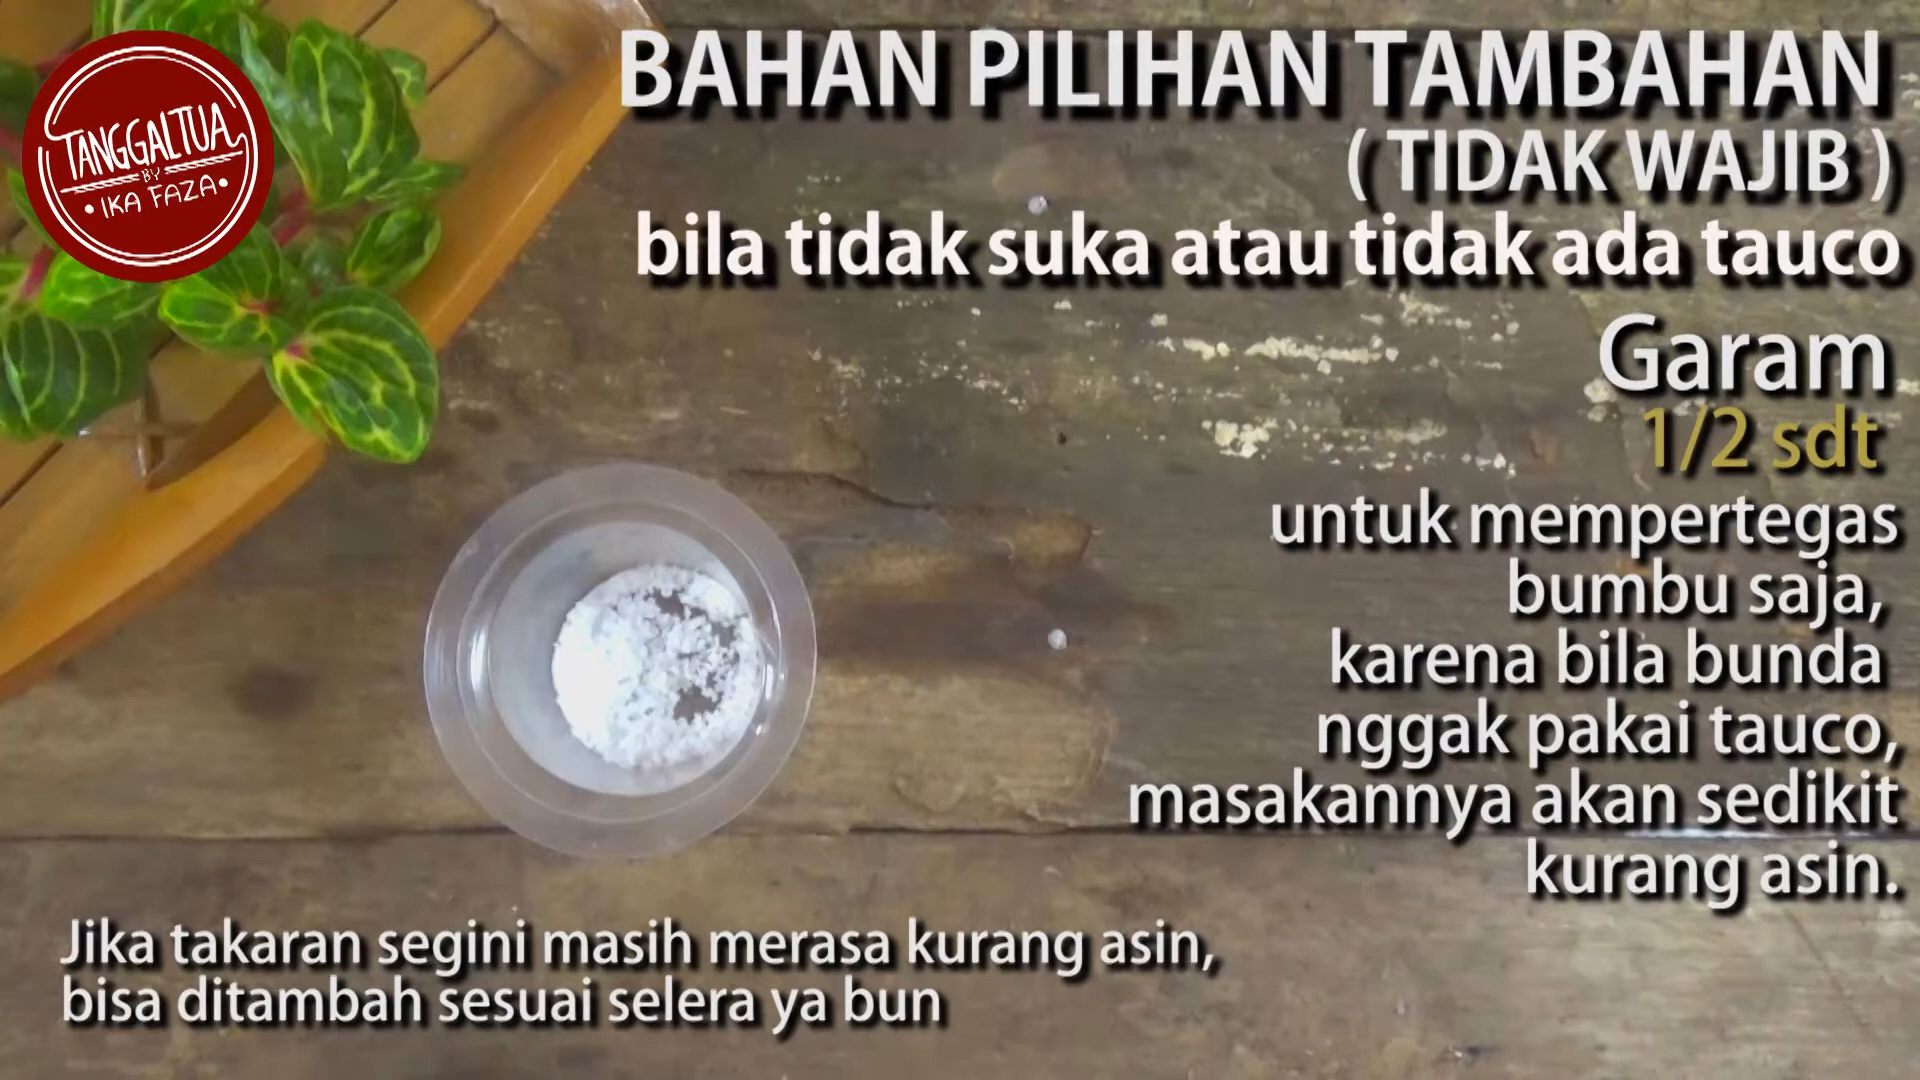 TANGGALTUA
BY
• IKA FAZA •
BAHAN PILIHAN TAMBAHAN
( TIDAK WAJIB )
bila tidak suka atau tidak ada tauco
Garam
1/2 sdt
untuk mempertegas
bumbu saja,
karena bila bunda
nggak pakai tauco,
masakannya akan sedikit
kurang asin.
Jika takaran segini masih merasa kurang asin,
bisa ditambah sesuai selera ya bun